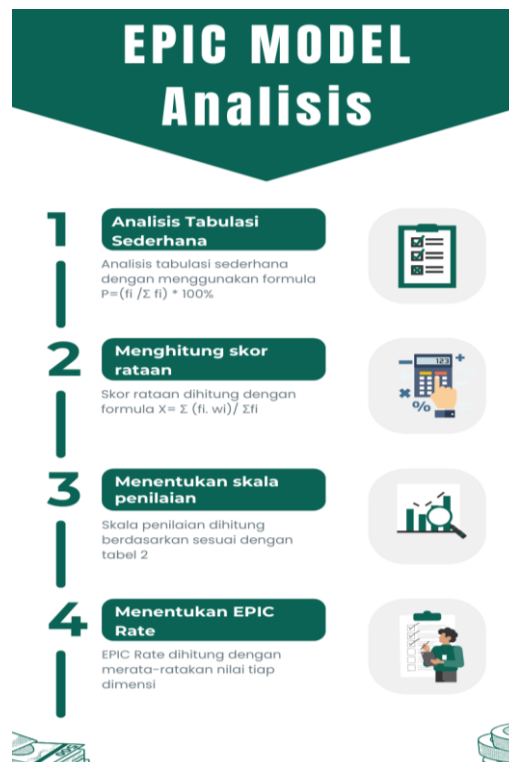 EPIC MODEL
Analisis
1
Analisis Tabulasi
Sederhana
Analisis tabulasi sederhana
dengan menggunakan formula
P=(fi /Σ fi) * 100%
2
Menghitung skor
rataan
Skor rataan dihitung dengan
formula X= Σ (fi. wi)/ Σfi
123
%
3
Menentukan skala
penilaian
Skala penilaian dihitung
berdasarkan sesuai dengan
tabel 2
4
Menentukan EPIC
Rate
EPIC Rate dihitung dengan
merata-ratakan nilai tiap
dimensi